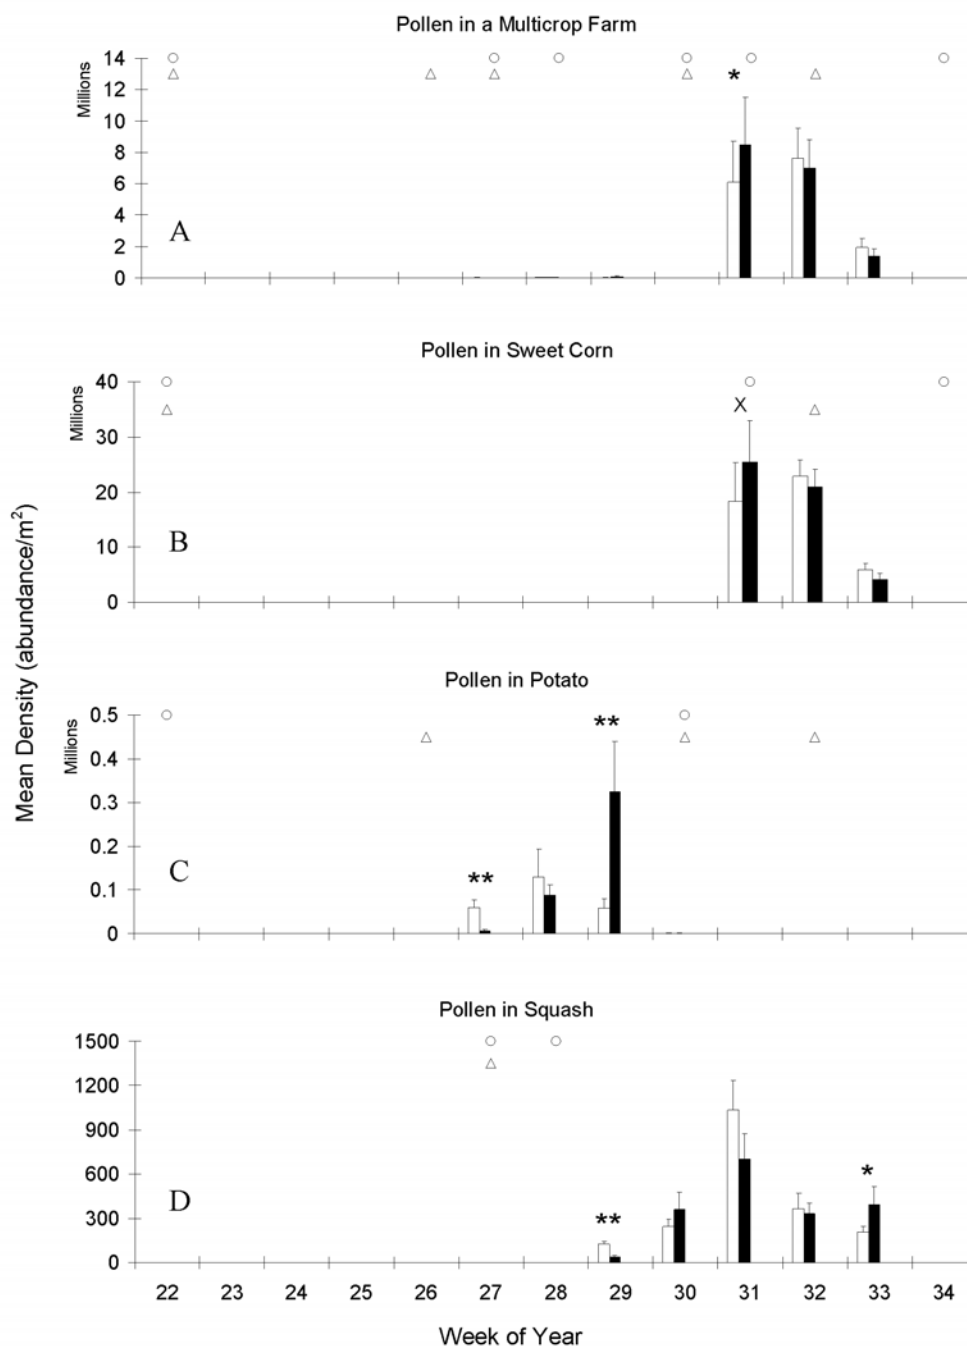 Pollen in a Multicrop Farm
Millions
14
12
10
8
6
4
2
0
*
A
Pollen in Sweet Corn
Millions
40
30
20
10
0
X
B
Mean Density (abundance/m²)
Pollen in Potato
Millions
0.5
0.4
0.3
0.2
0.1
0
**
**
C
Pollen in Squash
1500
1200
900
600
300
0
**
*
D
22 23 24 25 26 27 28 29 30 31 32 33 34
Week of Year